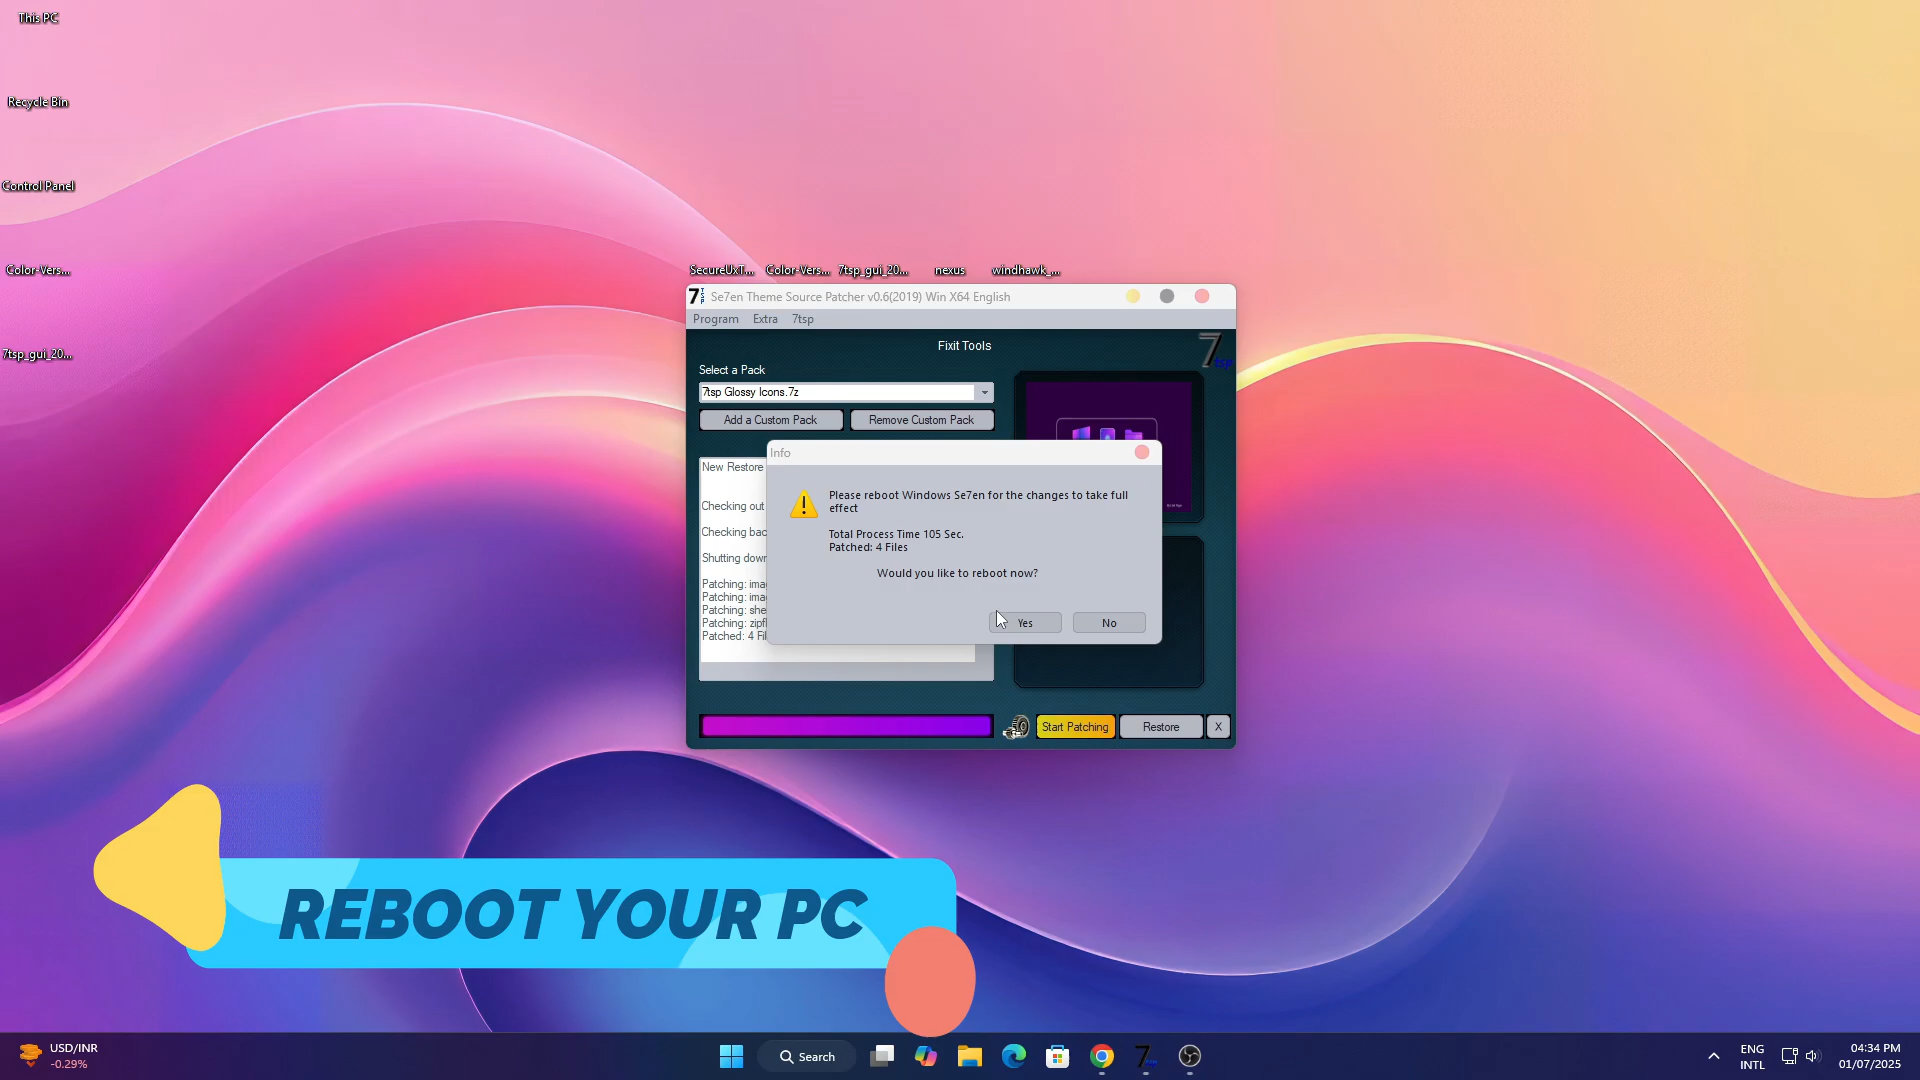 This PC
Recycle Bin
Control Panel
Color-Vers...
7tsp_gui_20...
SecureUxT...
Color-Vers...
7tsp_gui_20...
nexus
windhawk_...
Se7en Theme Source Patcher v0.6(2019) Win X64 English
Program Extra 7tsp
Fixit Tools
7tsp
Select a Pack
7tsp Glossy Icons.7z
Add a Custom Pack
Remove Custom Pack
New Restore
Checking out
Checking bac
Shutting down
Patching: ima
Patching: ima
Patching: she
Patching: zipf
Patched: 4 Fil
Info
Please reboot Windows Se7en for the changes to take full
effect
Total Process Time 105 Sec.
Patched: 4 Files
Would you like to reboot now?
Yes
No
Start Patching
Restore
X
REBOOT YOUR PC
USD/INR
-0.29%
Search
ENG
INTL
04:34 PM
01/07/2025